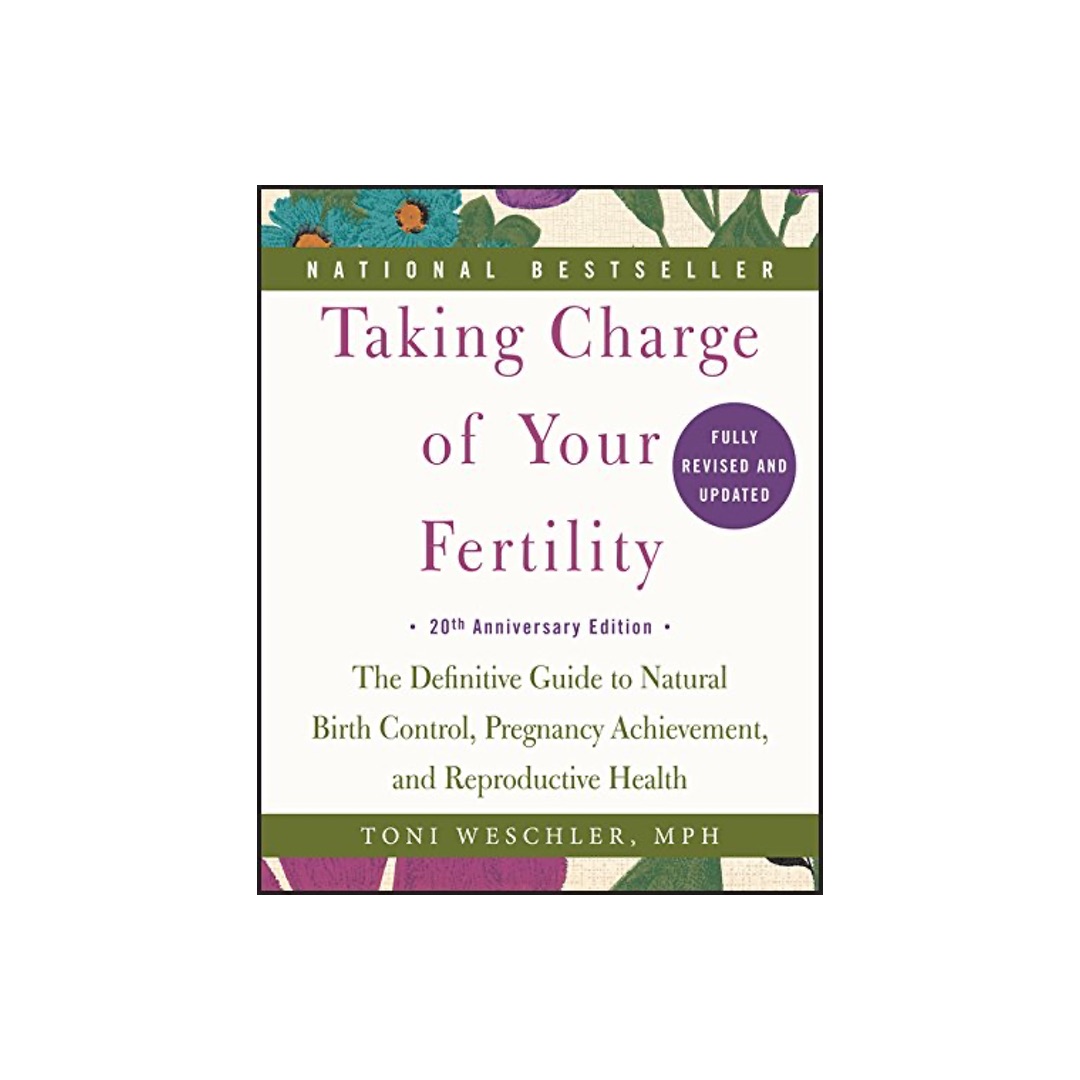 NATIONAL BESTSELLER
Taking Charge
of Your
Fertility
FULLY
REVISED AND
UPDATED
• 20th Anniversary Edition •
The Definitive Guide to Natural
Birth Control, Pregnancy Achievement,
and Reproductive Health
TONI WESCHLER, MPH